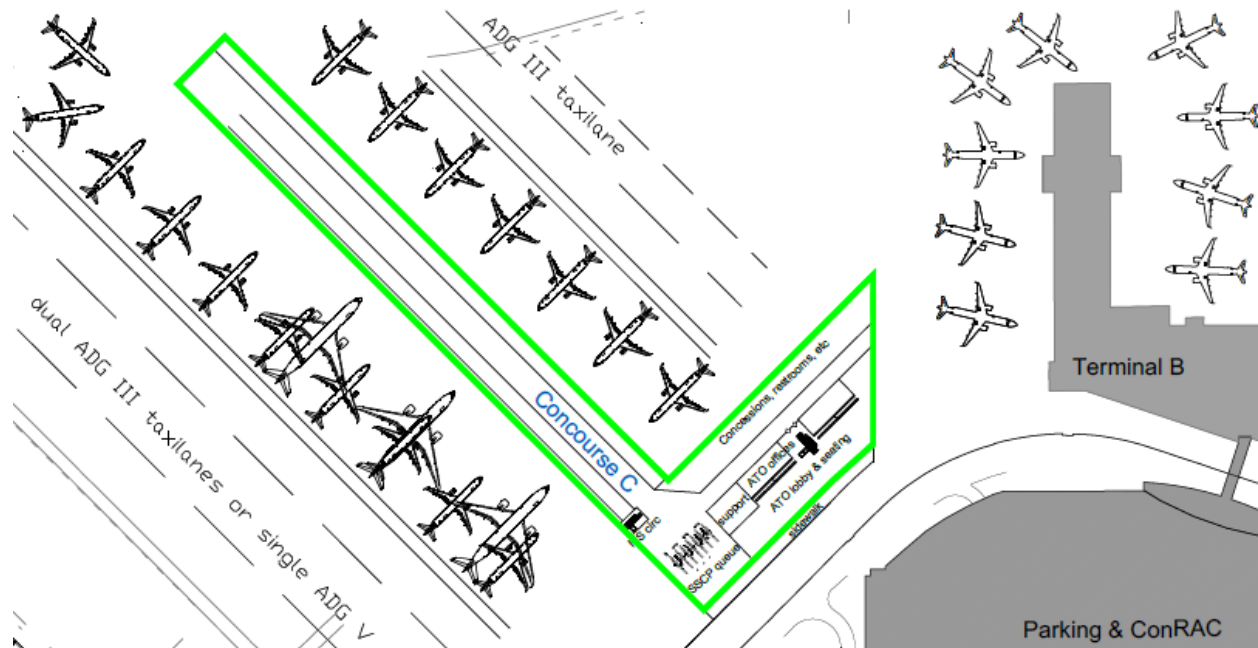 ADG III taxilane
dual ADG III taxilanes or single ADG V
Concourse C
Concessions, restrooms, etc
ATO offices
ATO lobby & seating
support
sidewalk
circ
SSCP queue
Terminal B
Parking & ConRAC